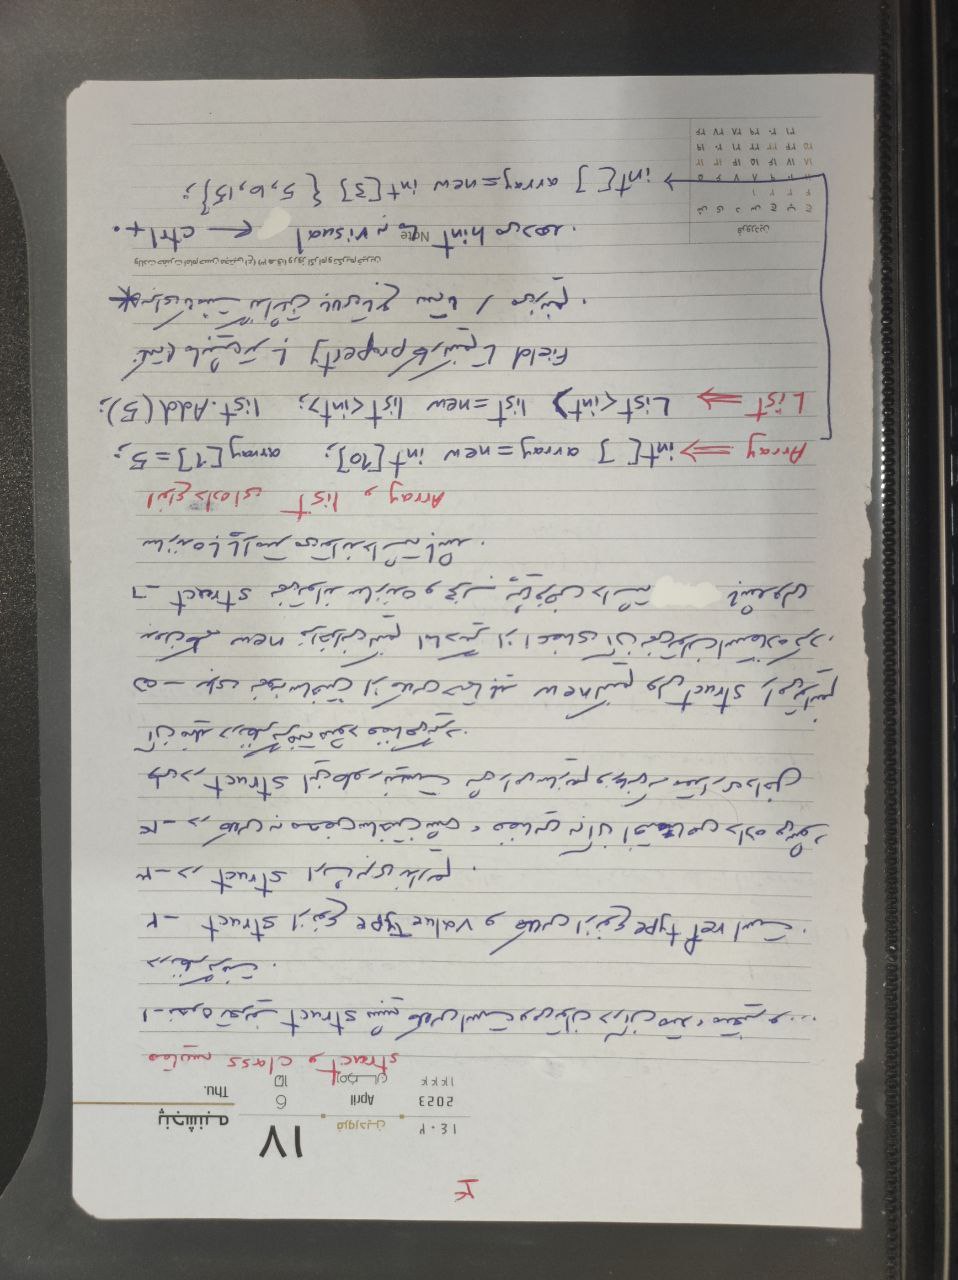 ۴
۱۷
پنجشنبه
۱۴۰۲ فروردین
2023 April 6
Thu.
۱۴۴۴ رمضان 15
مقایسه class و struct
۱- نحوه تعریف struct شبیه کلاس است و می توان در آن متد، متغیر و ...
در نظر گرفت.
۲- struct از نوع value Type و کلاس از نوع ref type است.
۳- در struct ارث بری نداریم.
۴- در کلاس به محض ساختن شی، فضایی به آن اختصاص داده می شود
ولی در struct این طور نیست شی را می سازیم و زمانی که مقداری داخل
آن فیلد در نظر گرفته میشود فضا می گیرد.
۵- برای نمونه ساختن از کلاس حتما باید new کنیم ولی struct را می توانیم
بدون کلمه new فراخوانی کنیم اما دیگر از اعضای آن نمی توان استفاده کرد.
۶- struct نمی تواند سازنده و مخرب پیش فرض داشته باشد ولی
سازنده با پارامتر می تواند داشته باشد.
انواع داده ای list و Array
Array ⟹ int[ ] array = new int[10]; array[1] = 5;
List ⟹ List<int> list = new list<int>; list.Add(5);
نکته) ما بیش تر با property کار کنیم تا Field
* برای کامنت گذاشتن بالای تابع سه تا / می زنیم.
ولادت حضرت امام حسن مجتبی (ع) (۳ ه‍.ق) و روز اکرام و تکریم خیرین
Note
ctrl + . ← visual به ما hint می دهد.
int[ ] array = new int[3] { 5, 10, 15 };
فروردین
ش ی د س چ پ ج
۱ ۲ ۳ ۴
۵ ۶ ۷ ۸ ۹ ۱۰
۱۲ ۱۳ ۱۴ ۱۵ ۱۶ ۱۷ ۱۸
۱۹ ۲۰ ۲۱ ۲۲ ۲۳ ۲۴ ۲۵
۲۶ ۲۷ ۲۸ ۲۹ ۳۰ ۳۱